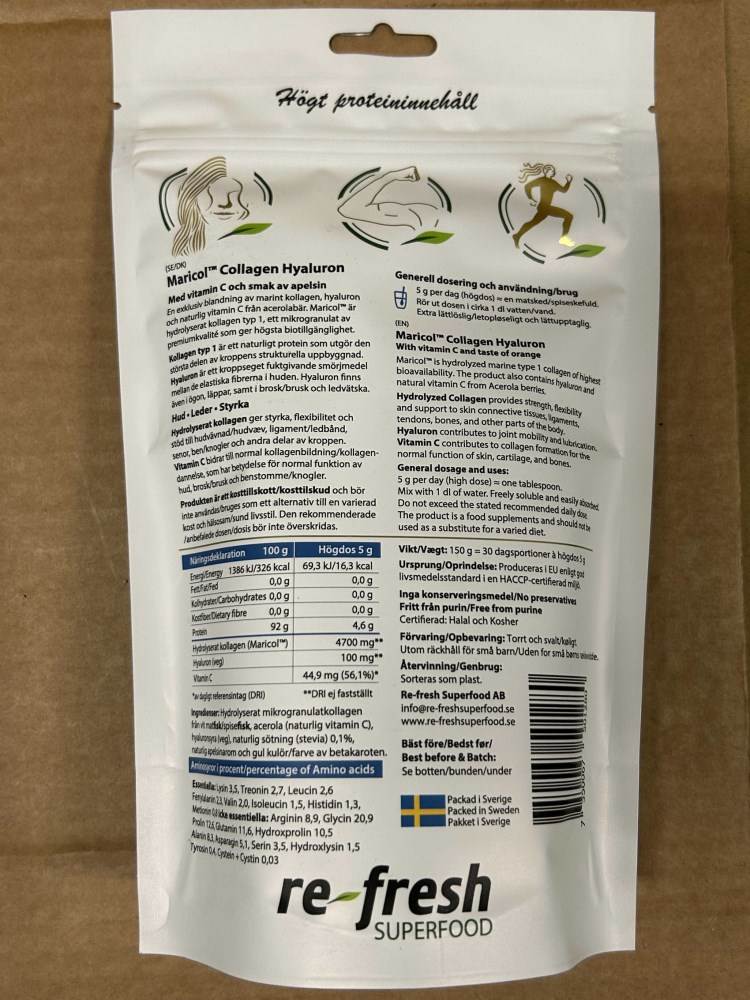 Högt proteininnehåll
(SE/DK)
Maricol™ Collagen Hyaluron
Med vitamin C och smak av apelsin
En exklusiv blandning av marint kollagen, hyaluron
och naturlig vitamin C från acerolabär. Maricol™ är
hydrolyserat kollagen typ 1, ett mikrogranulat av
premiumkvalité som ger högsta biotillgänglighet.
Kollagen typ 1 är ett naturligt protein som utgör den
största delen av kroppens strukturella uppbyggnad.
Hyaluron är ett kroppseget fuktgivande smörjmedel
mellan de elastiska fibrerna i huden. Hyaluron finns
även i ögon, läppar, samt i brosk/brusk och ledvätska.
Hud • Leder • Styrka
Hydrolyserat kollagen ger styrka, flexibilitet och
stöd till hudvävnad/hudvæv, ligament/ledbånd,
senor, ben/knogler och andra delar av kroppen.
Vitamin C bidrar till normal kollagenbildning/kollagen-
dannelse, som har betydelse för normal funktion av
hud, brosk/brusk och benstomme/knogler.
Produkten är ett kosttillskott/kosttilskud och bör
inte användas/bruges som ett alternativ till en varierad
kost och hälsosam/sund livsstil. Den rekommenderade
/anbefalede dosen/dosis bör inte överskridas.
Näringsdeklaration 100 g Högdos 5 g
Energi/Energy 1386 kJ/326 kcal 69,3 kJ/16,3 kcal
Fett/Fat/Fed 0,0 g 0,0 g
Kolhydrater/Carbohydrates 0,0 g 0,0 g
Kostfiber/Dietary fibre 0,0 g 0,0 g
Protein 92 g 4,6 g
Hydrolyserat kollagen (Maricol™) 4700 mg**
Hyaluron (veg) 100 mg**
Vitamin C 44,9 mg (56,1%)*
*av dagligt referensintag (DRI) **DRI ej fastställt
Ingredienser: Hydrolyserat mikrogranulatkollagen
från vit matfisk/spisefisk, acerola (naturlig vitamin C),
hyaluronsyra (veg), naturlig sötning (stevia) 0,1%,
naturlig apelsinarom och gul kulör/farve av betakaroten.
Aminosyror i procent/percentage of Amino acids
Essentiella: Lysin 3,5, Treonin 2,7, Leucin 2,6
Fenylalanin 2,3, Valin 2,0, Isoleucin 1,5, Histidin 1,3,
Metionin Icke essentiella: Arginin 8,9, Glycin 20,9
Prolin 12,6, Glutamin 11,6, Hydroxprolin 10,5
Alanin 8,3, Asparagin 5,1, Serin 3,5, Hydroxlysin 1,5
Tyrosin 0,4, Cystein + Cystin 0,03
Generell dosering och användning/brug
5 g per dag (högdos) ≈ en matsked/spiseskefuld.
Rör ut dosen i cirka 1 dl vatten/vand.
Extra lättlöslig/letopløseligt och lättupptaglig.
(EN)
Maricol™ Collagen Hyaluron
With vitamin C and taste of orange
Maricol™ is hydrolyzed marine type 1 collagen of highest
bioavailability. The product also contains hyaluron and
natural vitamin C from Acerola berries.
Hydrolyzed Collagen provides strength, flexibility
and support to skin connective tissues, ligaments,
tendons, bones, and other parts of the body.
Hyaluron contributes to joint mobility and lubrication.
Vitamin C contributes to collagen formation for the
normal function of skin, cartilage, and bones.
General dosage and uses:
5 g per day (high dose) ≈ one tablespoon.
Mix with 1 dl of water. Freely soluble and easily absorbed.
Do not exceed the stated recommended daily dose.
The product is a food supplements and should not be
used as a substitute for a varied diet.
Vikt/Vægt: 150 g = 30 dagsportioner à högdos 5 g
Ursprung/Oprindelse: Produceras i EU enligt god
livsmedelsstandard i en HACCP-certifierad miljö.
Inga konserveringsmedel/No preservatives
Fritt från purin/Free from purine
Certifierad: Halal och Kosher
Förvaring/Opbevaring: Torrt och svalt/køligt.
Utom räckhåll för små barn/Uden for små børns
Återvinning/Genbrug:
Sorteras som plast.
Re-fresh Superfood AB
info@re-freshsuperfood.se
www.re-freshsuperfood.se
Bäst före/Bedst før/
Best before & Batch:
Se botten/bunden/under
Packad i Sverige
Packed in Sweden
Pakket i Sverige
re-fresh
SUPERFOOD